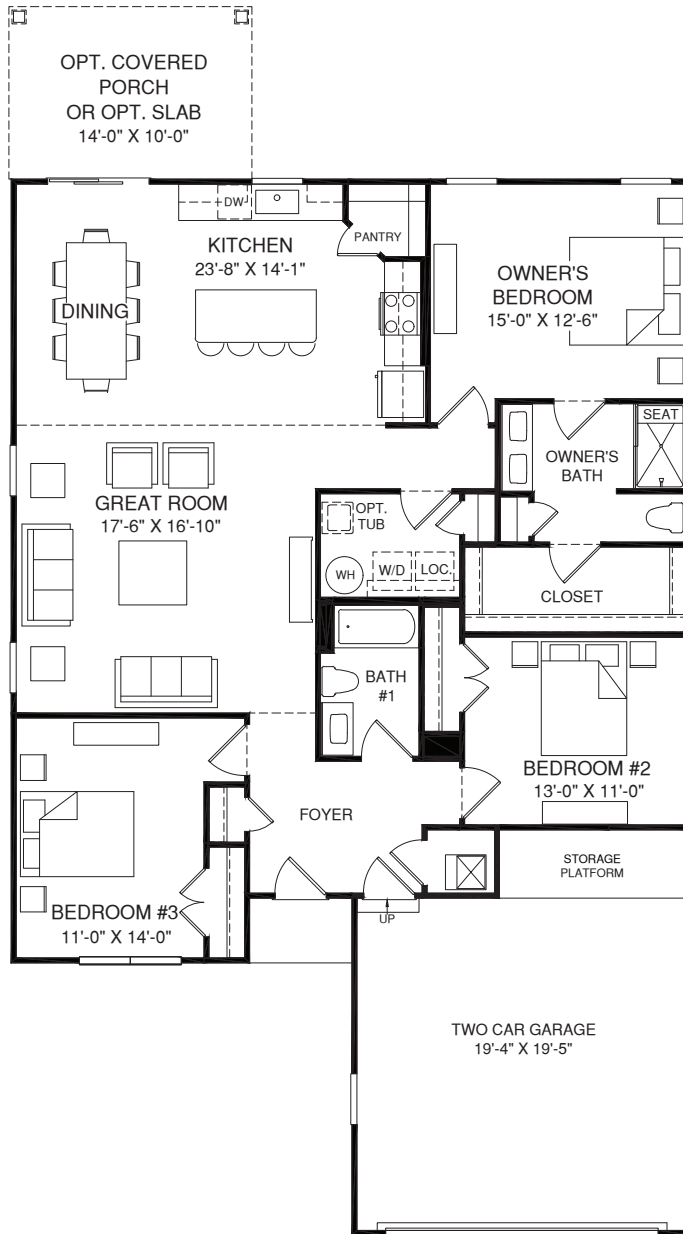 OPT. COVERED
PORCH
OR OPT. SLAB
14'-0" X 10'-0"
DW
KITCHEN
23'-8" X 14'-1"
PANTRY
DINING
OWNER'S
BEDROOM
15'-0" X 12'-6"
SEAT
OWNER'S
BATH
GREAT ROOM
17'-6" X 16'-10"
OPT.
TUB
WH
W/D
LOC.
CLOSET
BATH
#1
BEDROOM #2
13'-0" X 11'-0"
FOYER
STORAGE
PLATFORM
BEDROOM #3
11'-0" X 14'-0"
UP
TWO CAR GARAGE
19'-4" X 19'-5"